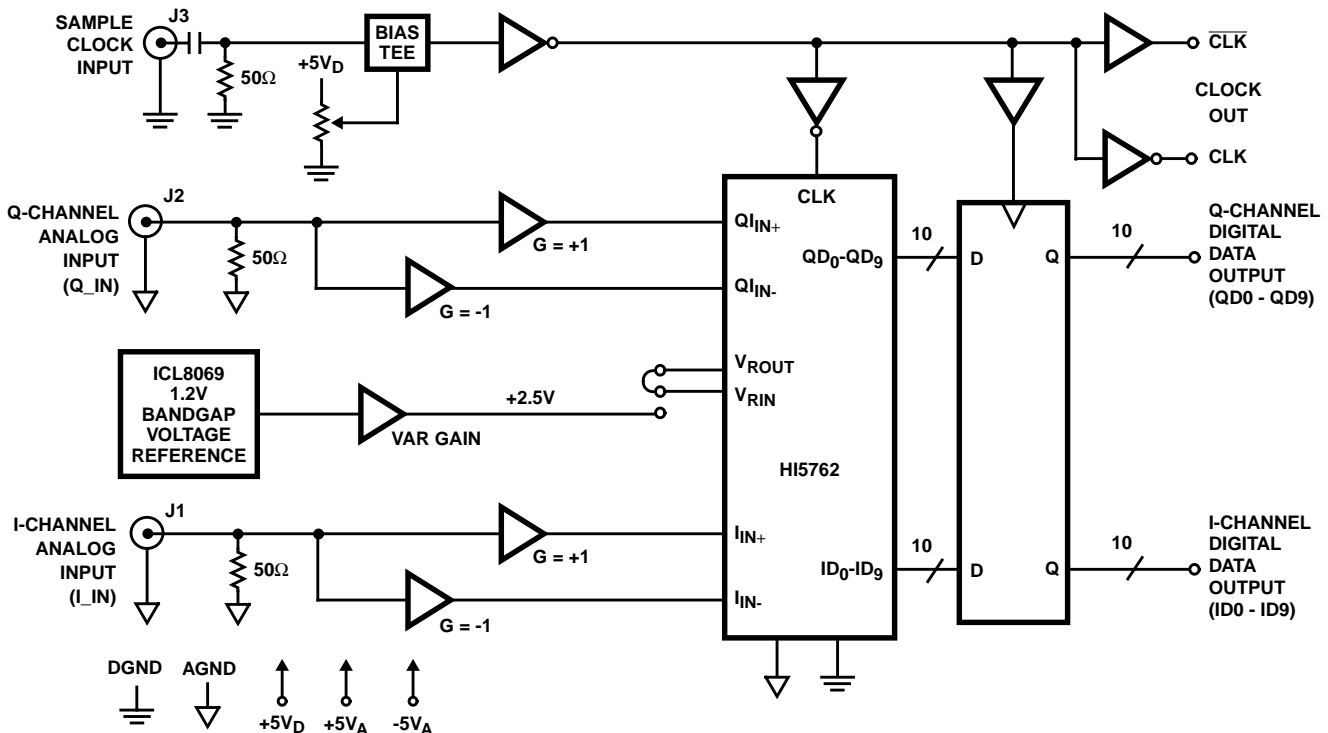 SAMPLE
CLOCK
INPUT
J3
50Ω
+5VD
BIAS
TEE
CLK
CLOCK
OUT
CLK
J2
Q-CHANNEL
ANALOG
INPUT
(Q_IN)
50Ω
G = +1
G = -1
CLK
QIIN+
QIIN-
QD0-QD9
10
D
Q
10
Q-CHANNEL
DIGITAL
DATA
OUTPUT
(QD0 - QD9)
ICL8069
1.2V
BANDGAP
VOLTAGE
REFERENCE
VAR GAIN
+2.5V
VROUT
VRIN
HI5762
J1
I-CHANNEL
ANALOG
INPUT
(I_IN)
50Ω
G = +1
G = -1
IIN+
IIN-
ID0-ID9
10
D
Q
10
I-CHANNEL
DIGITAL
DATA
OUTPUT
(ID0 - ID9)
DGND
AGND
+5VD
+5VA
-5VA